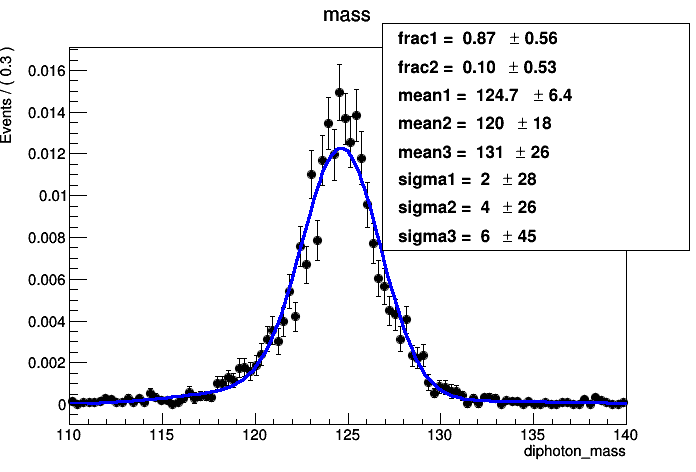 mass
frac1 = 0.87 ± 0.56
frac2 = 0.10 ± 0.53
mean1 = 124.7 ± 6.4
mean2 = 120 ± 18
mean3 = 131 ± 26
sigma1 = 2 ± 28
sigma2 = 4 ± 26
sigma3 = 6 ± 45
Events / ( 0.3 )
0.016
0.014
0.012
0.01
0.008
0.006
0.004
0.002
0
110 115 120 125 130 135 140
diphoton_mass